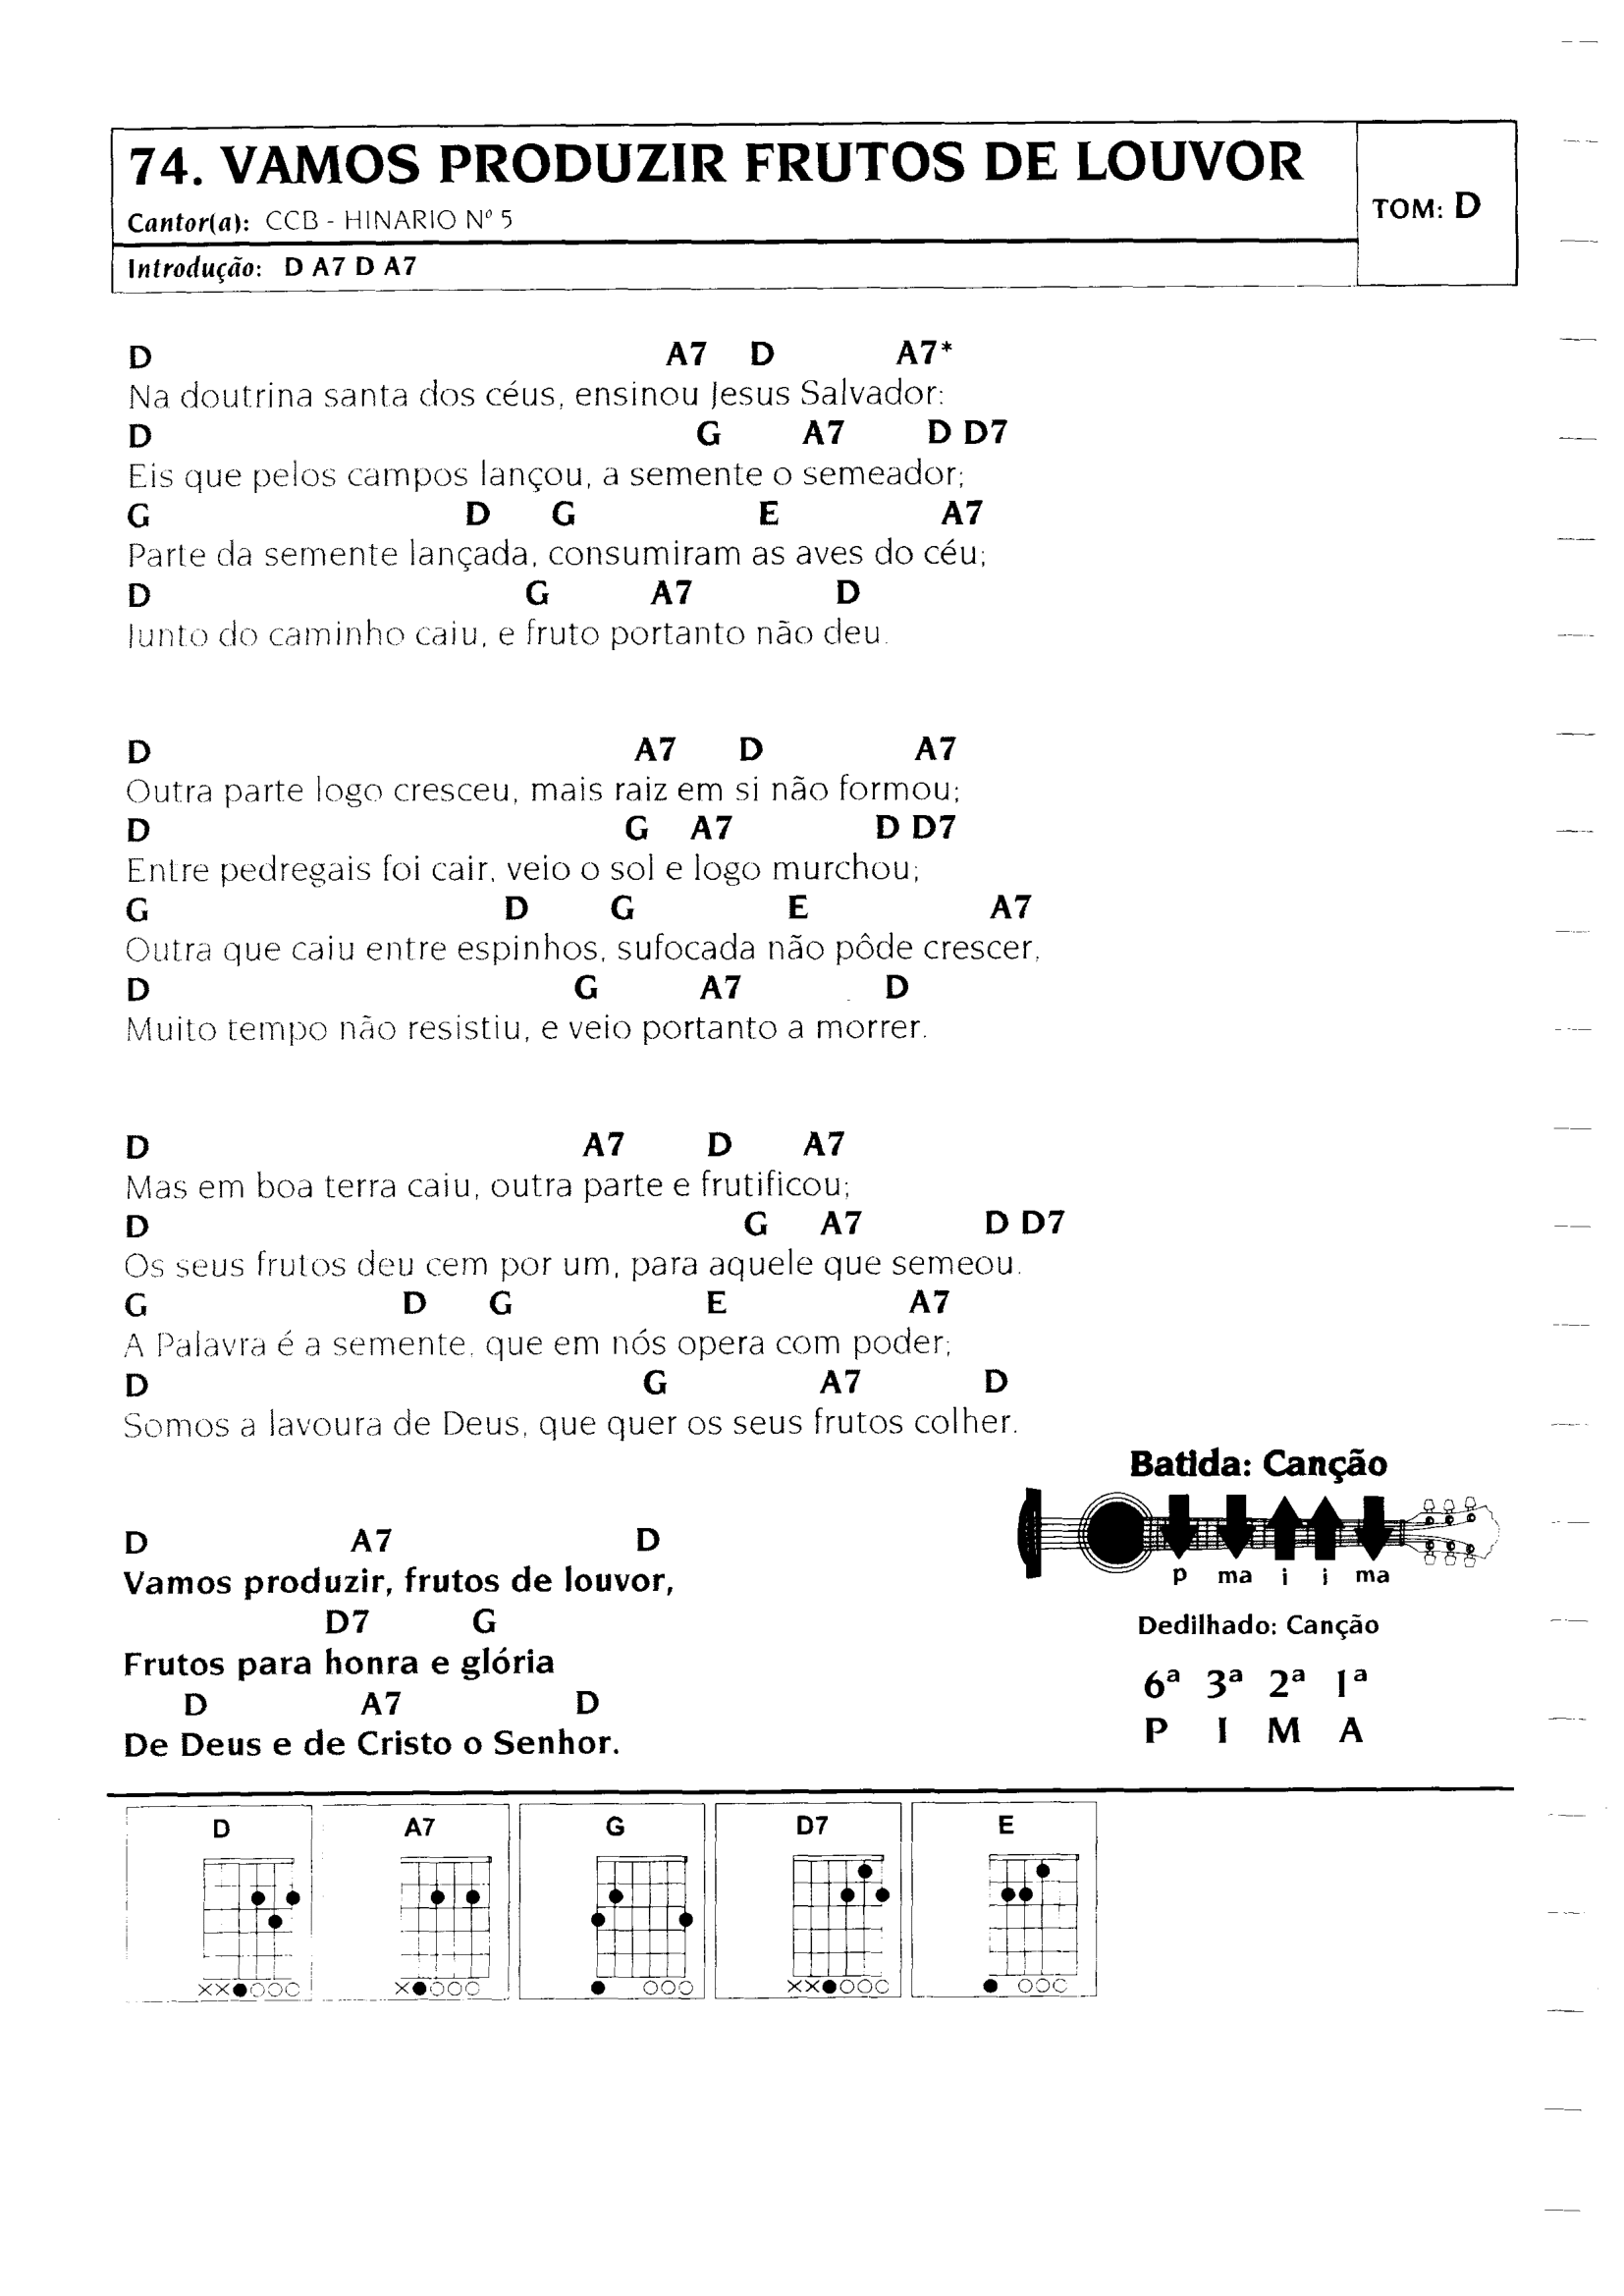 74. VAMOS PRODUZIR FRUTOS DE LOUVOR
Cantor(a): CCB - HINARIO Nº 5
TOM: D
Introdução: D A7 D A7
D A7 D A7*
Na doutrina santa dos céus, ensinou Jesus Salvador:
D G A7 D D7
Eis que pelos campos lançou, a semente o semeador;
G D G E A7
Parte da semente lançada, consumiram as aves do céu;
D G A7 D
Junto do caminho caiu, e fruto portanto não deu.
D A7 D A7
Outra parte logo cresceu, mais raiz em si não formou;
D G A7 D D7
Entre pedregais foi cair, veio o sol e logo murchou;
G D G E A7
Outra que caiu entre espinhos, sufocada não pôde crescer,
D G A7 D
Muito tempo não resistiu, e veio portanto a morrer.
D A7 D A7
Mas em boa terra caiu, outra parte e frutificou;
D G A7 D D7
Os seus frutos deu cem por um, para aquele que semeou.
G D G E A7
A Palavra é a semente, que em nós opera com poder;
D G A7 D
Somos a lavoura de Deus, que quer os seus frutos colher.
D A7 D
Vamos produzir, frutos de louvor,
D7 G
Frutos para honra e glória
D A7 D
De Deus e de Cristo o Senhor.
Batida: Canção
p ma i i ma
Dedilhado: Canção
6ª 3ª 2ª 1ª
P I M A
D A7 G D7 E